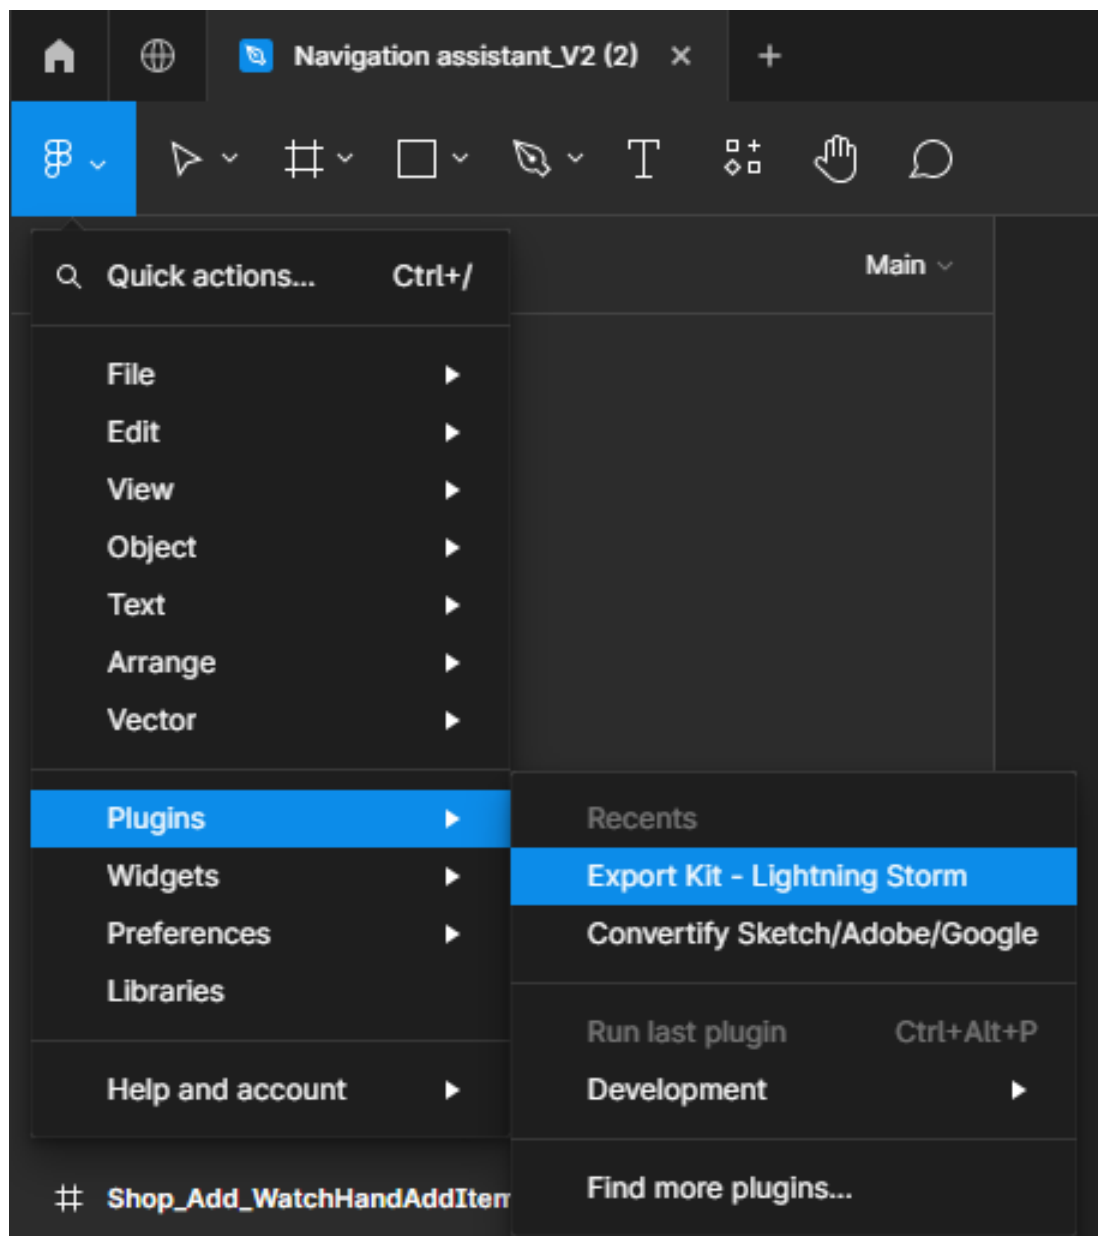 Navigation assistant_V2 (2)
Main
Quick actions... Ctrl+/
File
Edit
View
Object
Text
Arrange
Vector
Plugins
Widgets
Preferences
Libraries
Help and account
Recents
Export Kit - Lightning Storm
Convertify Sketch/Adobe/Google
Run last plugin Ctrl+Alt+P
Development
Find more plugins...
Shop_Add_WatchHandAddItem